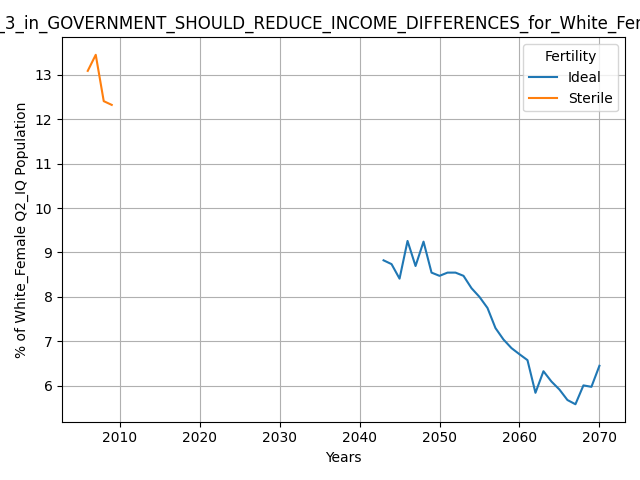 _3_in_GOVERNMENT_SHOULD_REDUCE_INCOME_DIFFERENCES_for_White_Fem
Fertility
Ideal
Sterile
% of White_Female Q2_IQ Population
13
12
11
10
9
8
7
6
2010 2020 2030 2040 2050 2060 2070
Years